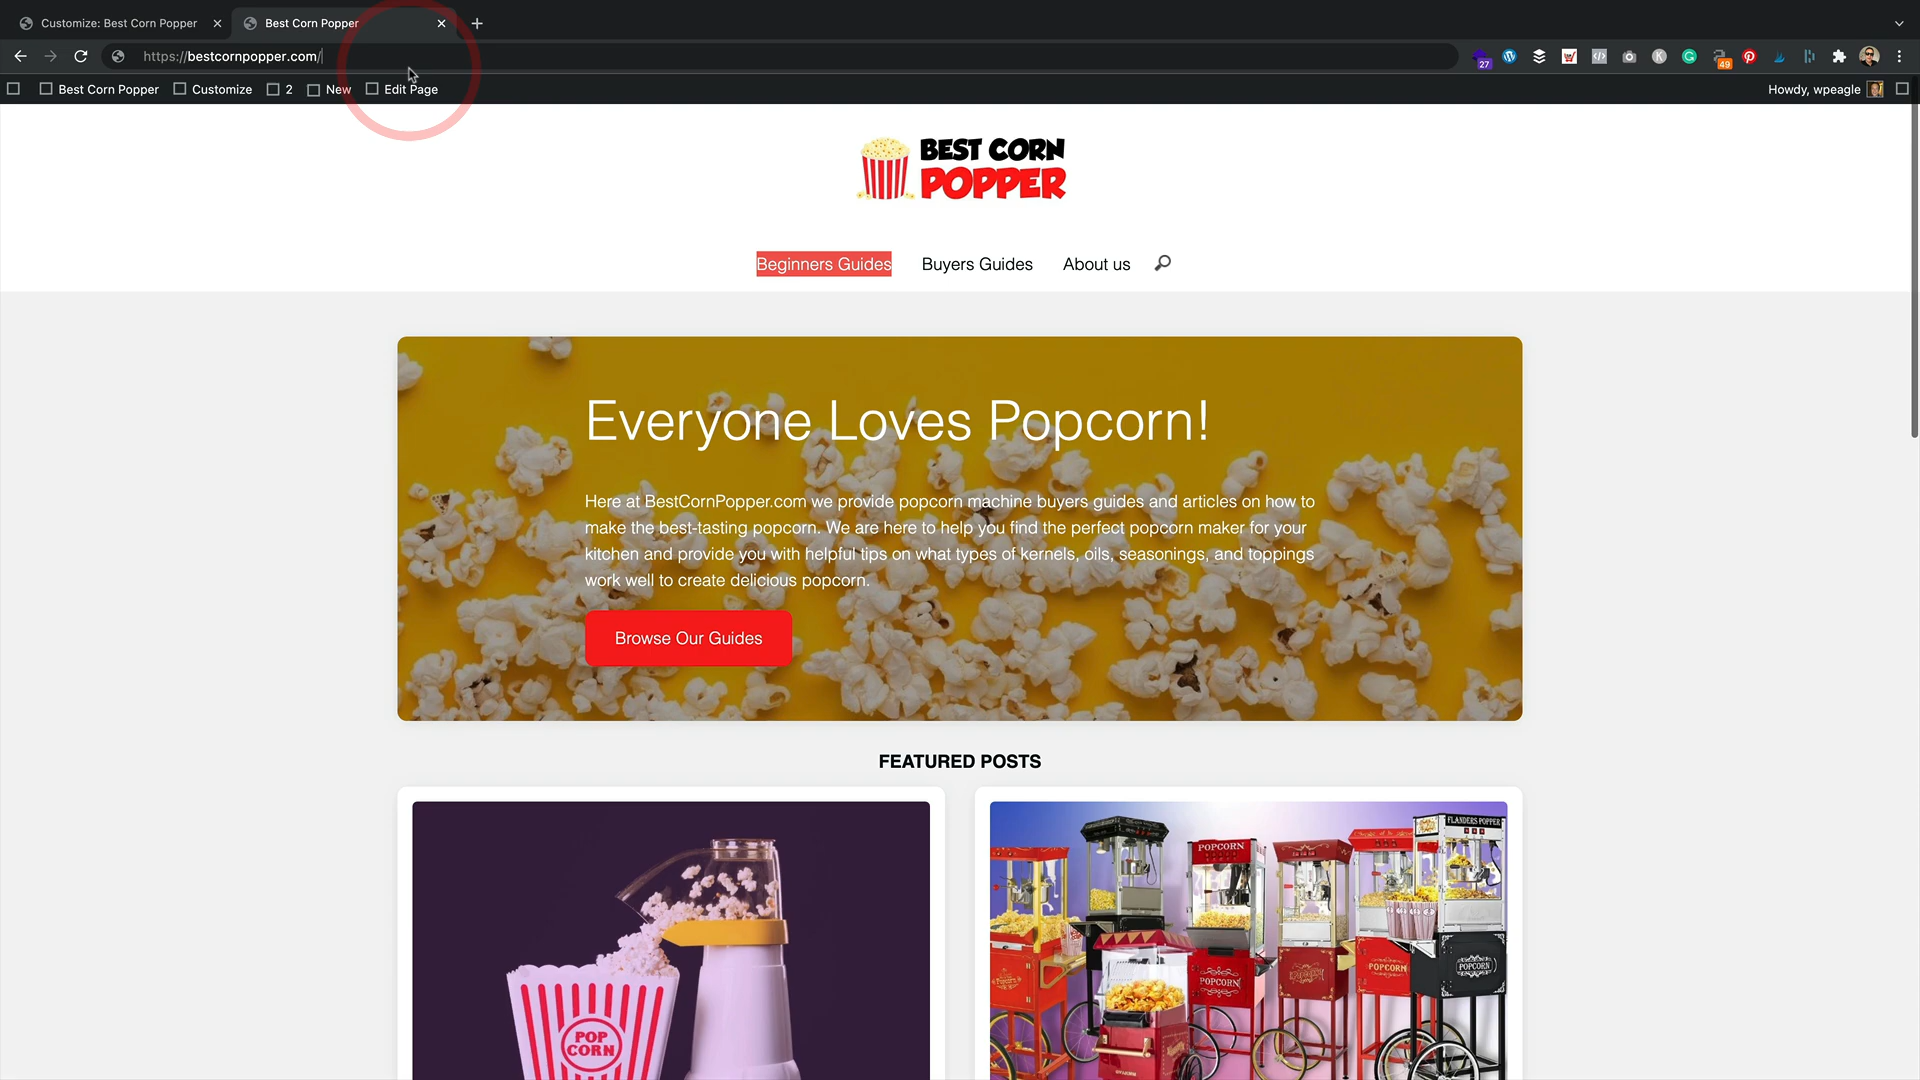 Customize: Best Corn Popper
Best Corn Popper
https://bestcornpopper.com/
27
49
Best Corn Popper
Customize
2
New
Edit Page
Howdy, wpeagle
BEST CORN
POPPER
Beginners Guides
Buyers Guides
About us
Everyone Loves Popcorn!
Here at BestCornPopper.com we provide popcorn machine buyers guides and articles on how to
make the best-tasting popcorn. We are here to help you find the perfect popcorn maker for your
kitchen and provide you with helpful tips on what types of kernels, oils, seasonings, and toppings
work well to create delicious popcorn.
Browse Our Guides
FEATURED POSTS
POP
CORN
FLANDERS POPPER
POPCORN
POPCORN
POPCORN
POPCORN